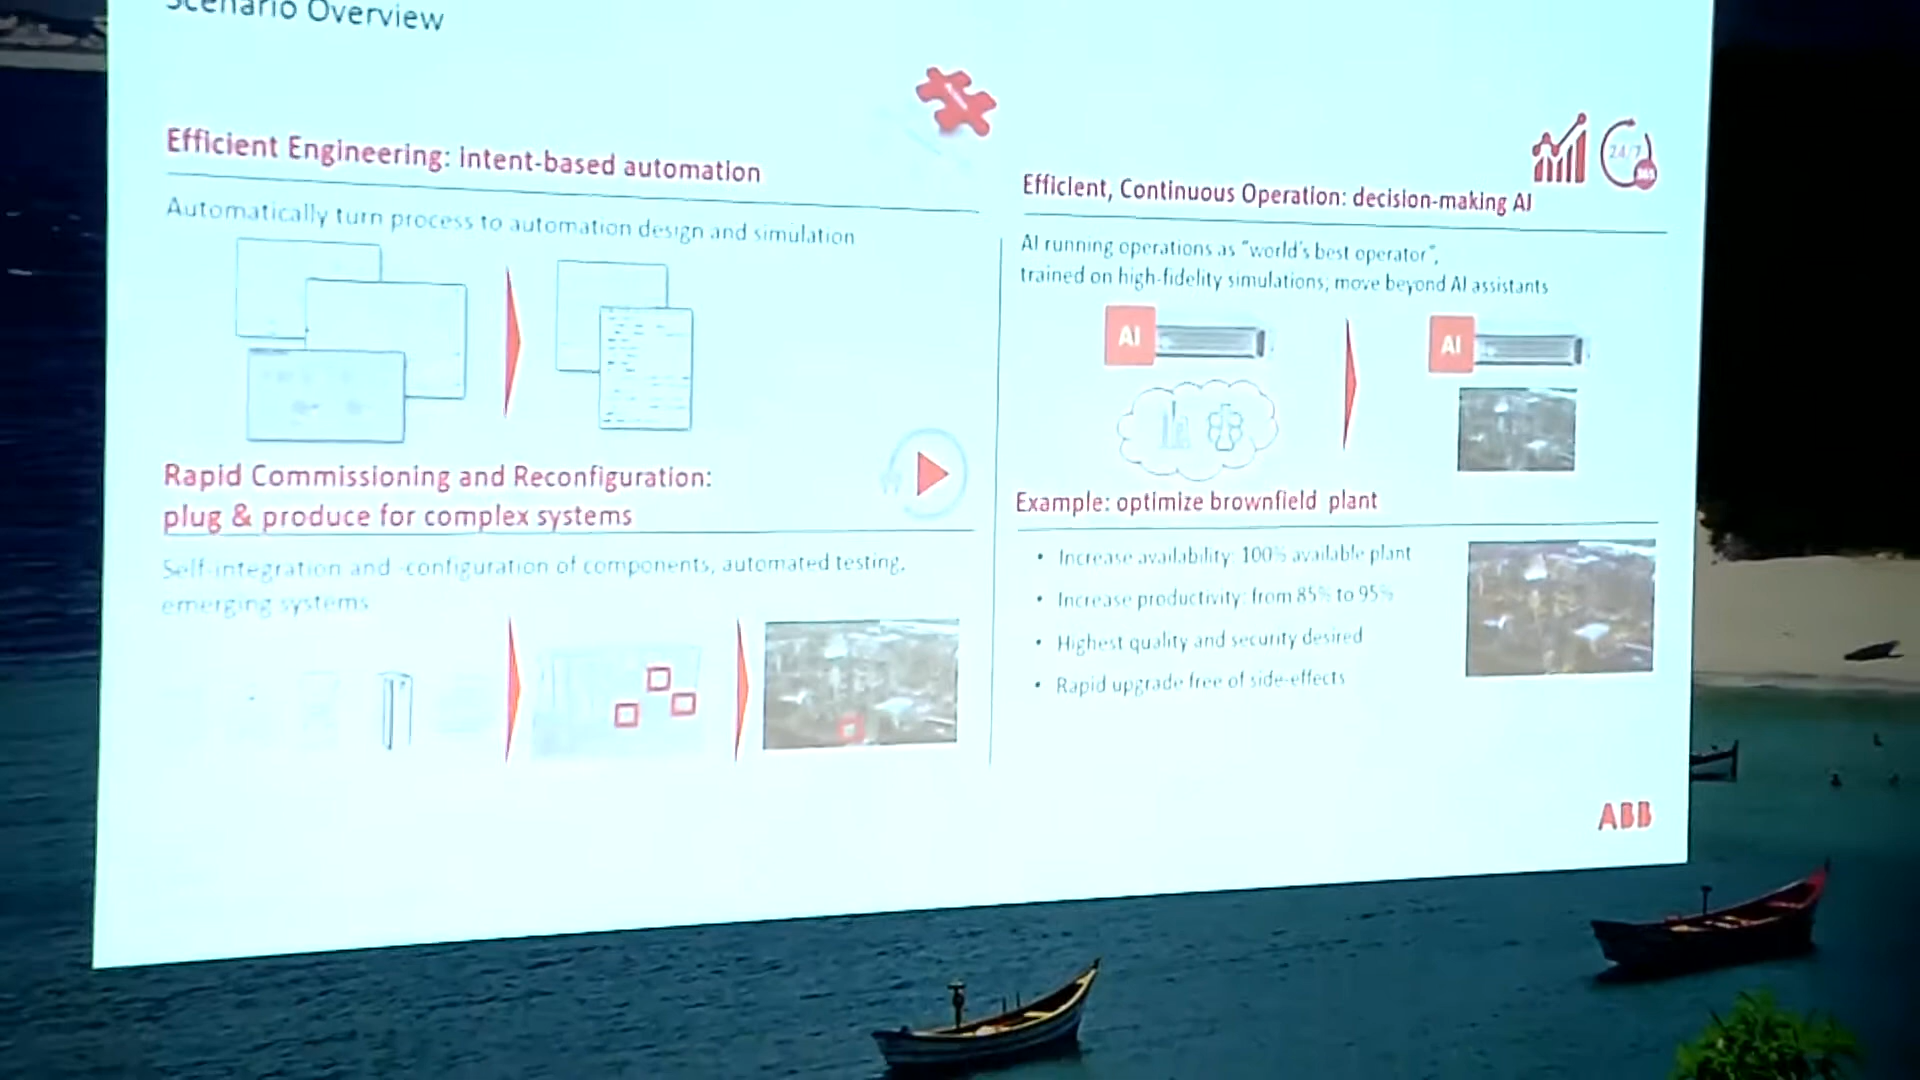 Scenario Overview
Efficient Engineering: intent-based automation
Automatically turn process to automation design and simulation
Rapid Commissioning and Reconfiguration:
plug & produce for complex systems
Self-integration and -configuration of components, automated testing,
emerging systems
24/7
365
Efficient, Continuous Operation: decision-making AI
AI running operations as "world's best operator",
trained on high-fidelity simulations; move beyond AI assistants
AI
AI
Example: optimize brownfield plant
• Increase availability: 100% available plant
• Increase productivity: from 85% to 95%
• Highest quality and security desired
• Rapid upgrade free of side-effects
ABB